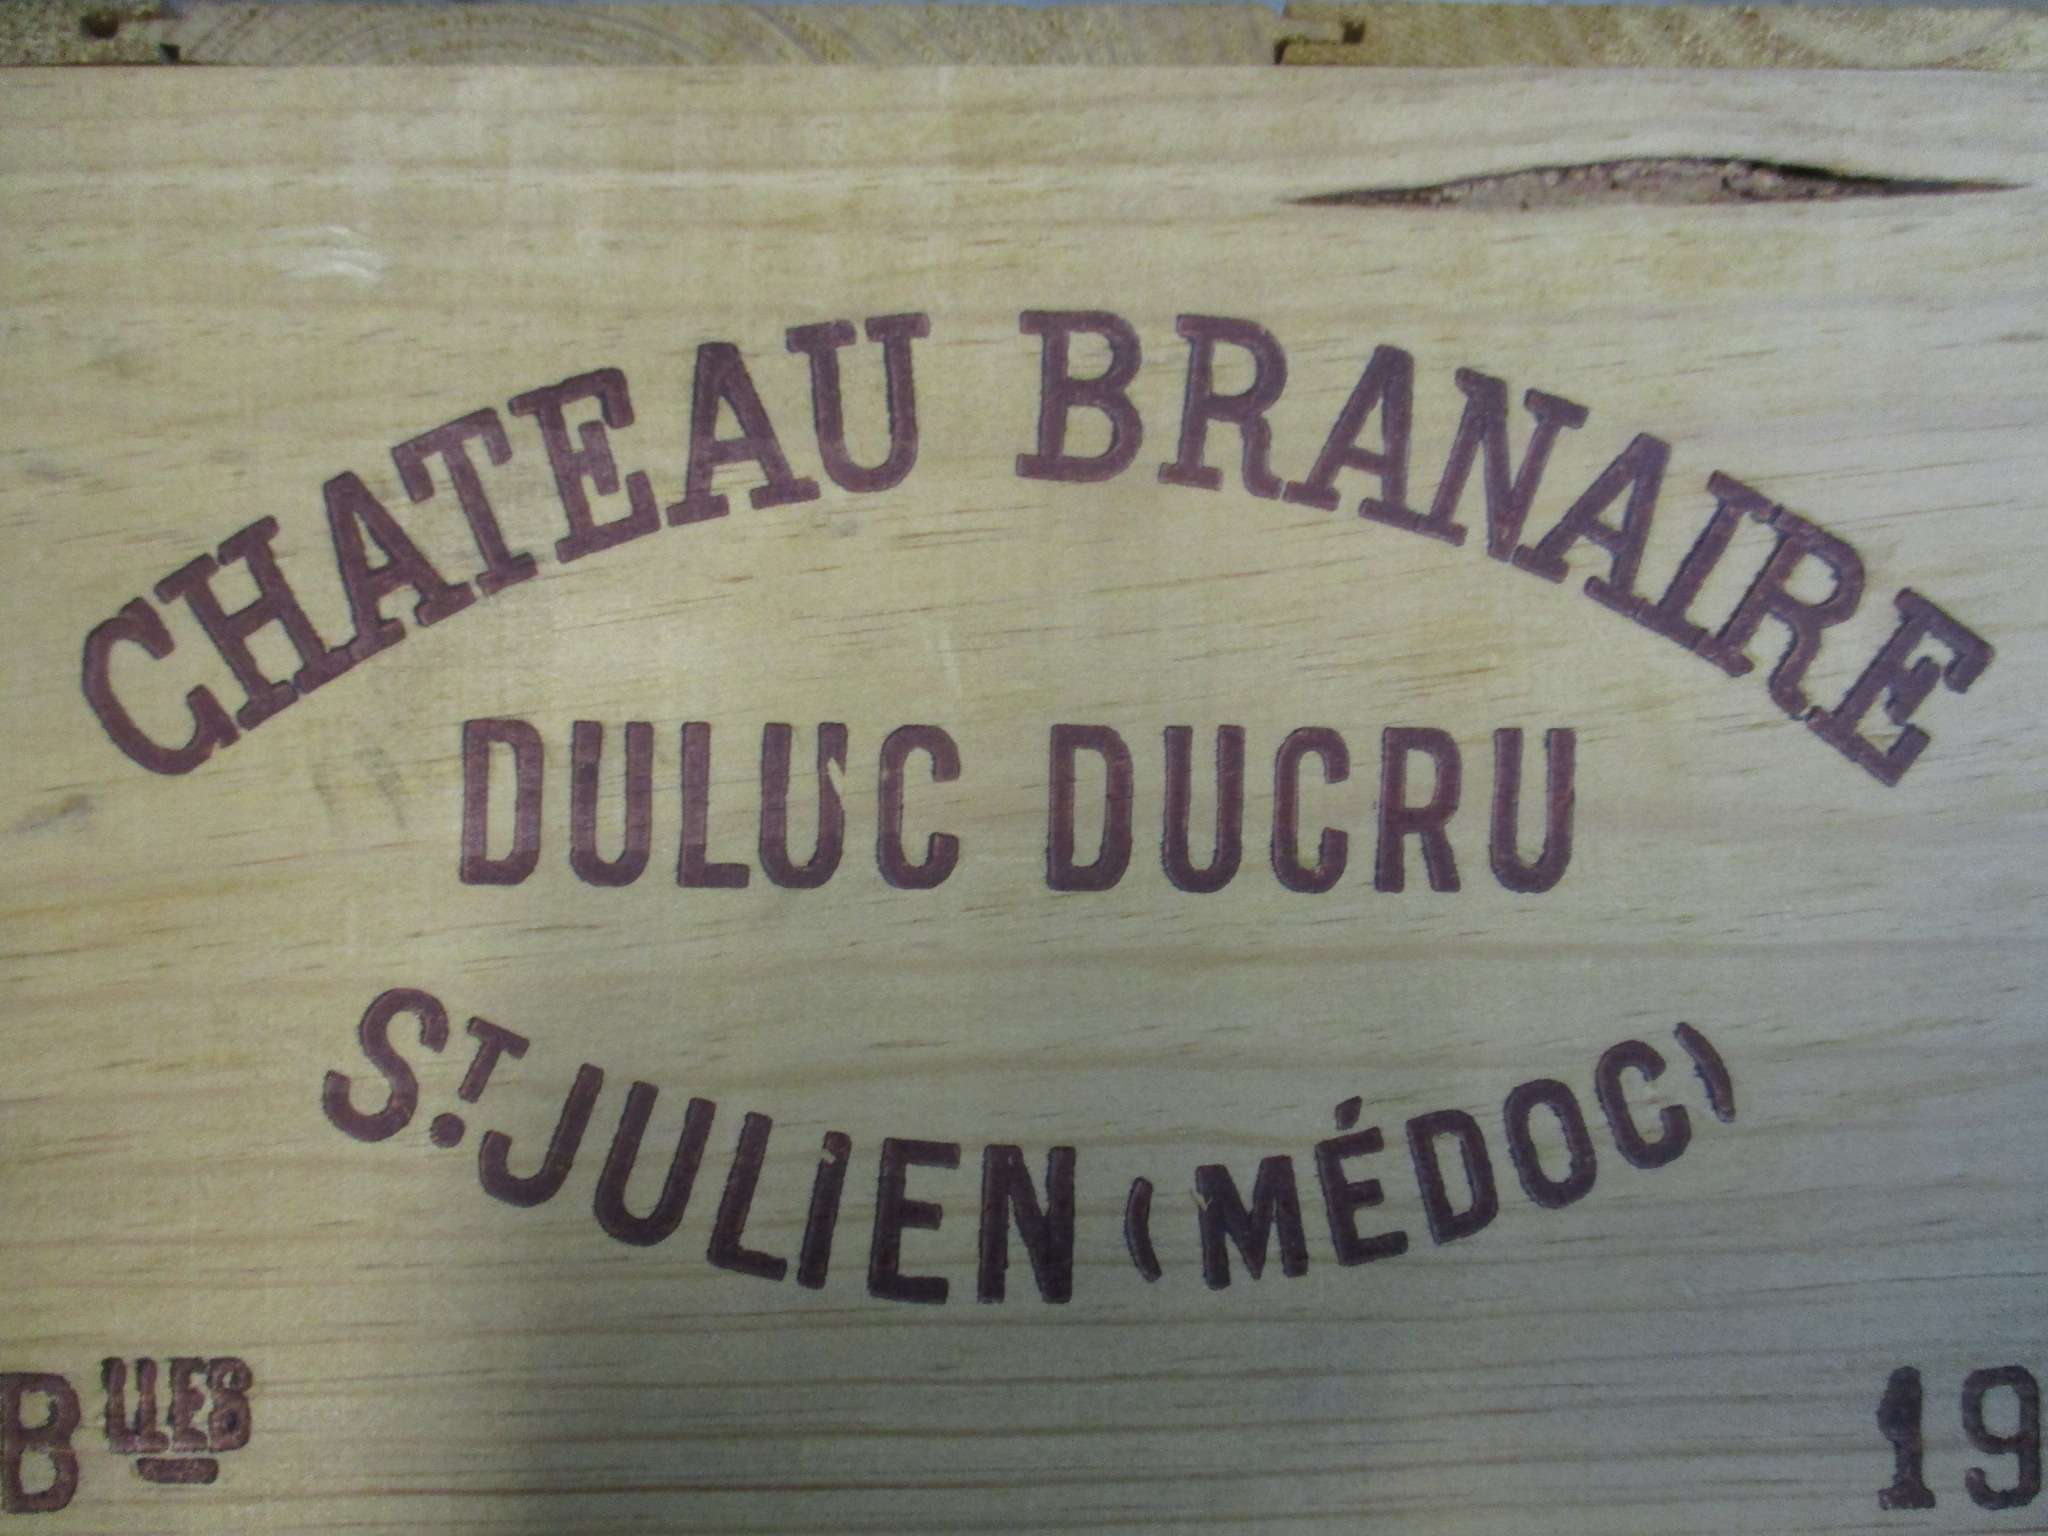 CHATEAU BRANAIRE
DULUC DUCRU
ST. JULIEN (MÉDOC)
BLLES 19